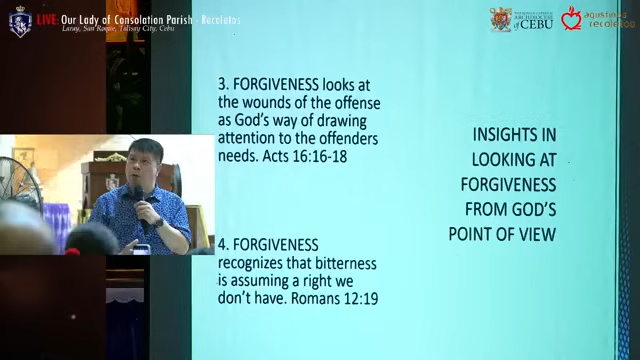 LIVE: Our Lady of Consolation Parish - Recoletos
Laray, San Roque, Talisay City, Cebu
ARCHDIOCESE
of CEBU
agustinos
recoletos
3. FORGIVENESS looks at
the wounds of the offense
as God's way of drawing
attention to the offenders
needs. Acts 16:16-18
4. FORGIVENESS
recognizes that bitterness
is assuming a right we
don't have. Romans 12:19
INSIGHTS IN
LOOKING AT
FORGIVENESS
FROM GOD'S
POINT OF VIEW